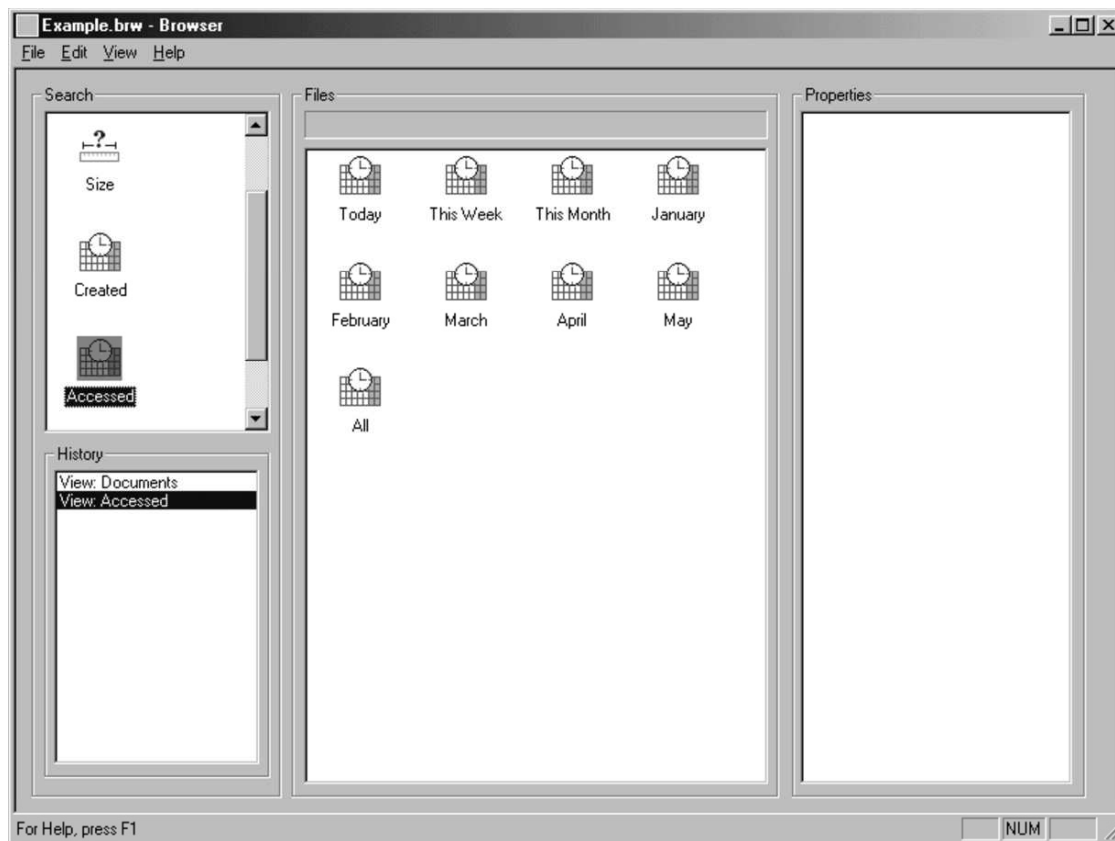 Example.brw - Browser
File Edit View Help
Search
?
Size
Created
Accessed
History
View: Documents
View: Accessed
Files
Today This Week This Month January
February March April May
All
Properties
For Help, press F1
NUM